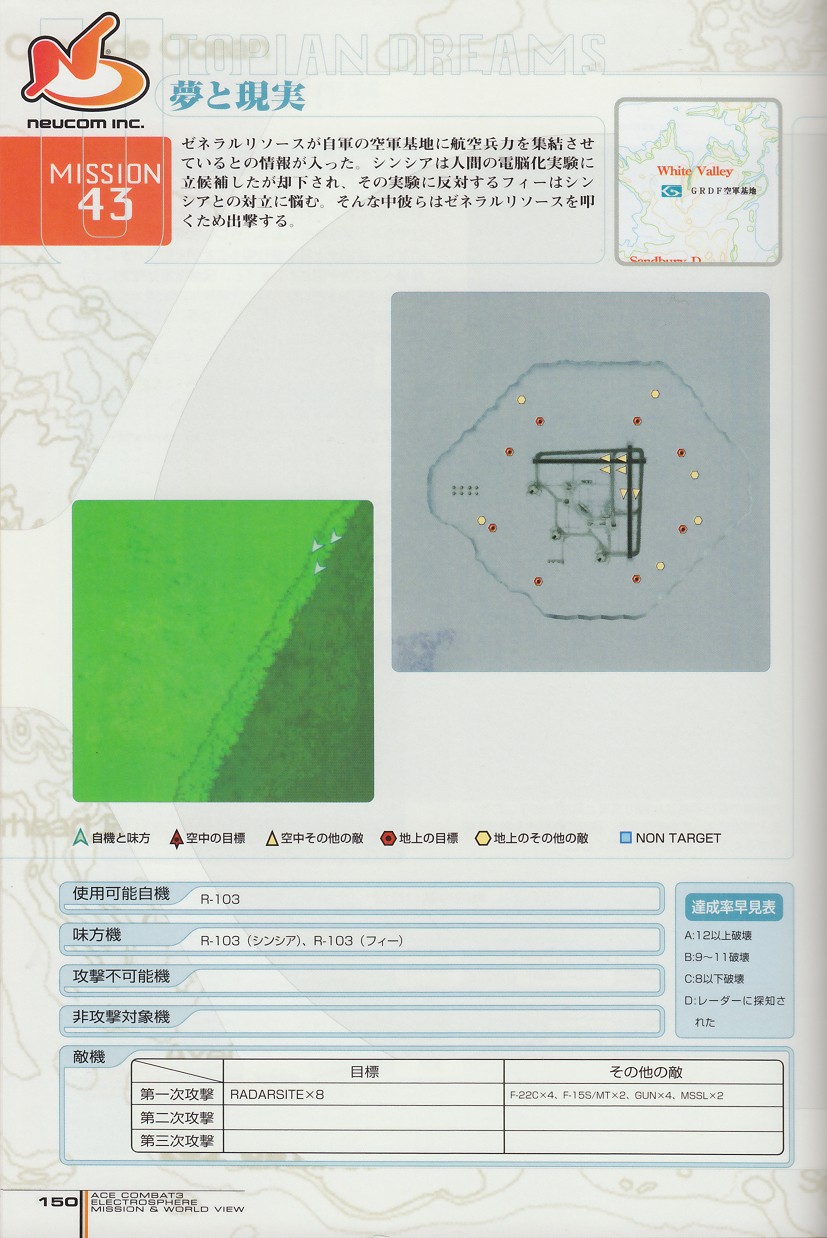 TOPIAN DREAMS
neucom inc.
夢と現実
MISSION
43
ゼネラルリソースが自軍の空軍基地に航空兵力を集結させ
ているとの情報が入った。シンシアは人間の電脳化実験に
立候補したが却下され、その実験に反対するフィーはシン
シアとの対立に悩む。そんな中彼らはゼネラルリソースを叩
くため出撃する。
White Valley
GRDF空軍基地
Sandbury D
自機と味方
空中の目標
空中その他の敵
地上の目標
地上のその他の敵
NON TARGET
使用可能自機
R-103
味方機
R-103（シンシア）、R-103（フィー）
攻撃不可能機
非攻撃対象機
達成率早見表
A:12以上破壊
B:9〜11破壊
C:8以下破壊
D:レーダーに探知さ
れた
敵機
目標 その他の敵
第一次攻撃 RADARSITE×8 F-22C×4、F-15S/MT×2、GUN×4、MSSL×2
第二次攻撃
第三次攻撃
150
ACE COMBAT3
ELECTROSPHERE
MISSION & WORLD VIEW